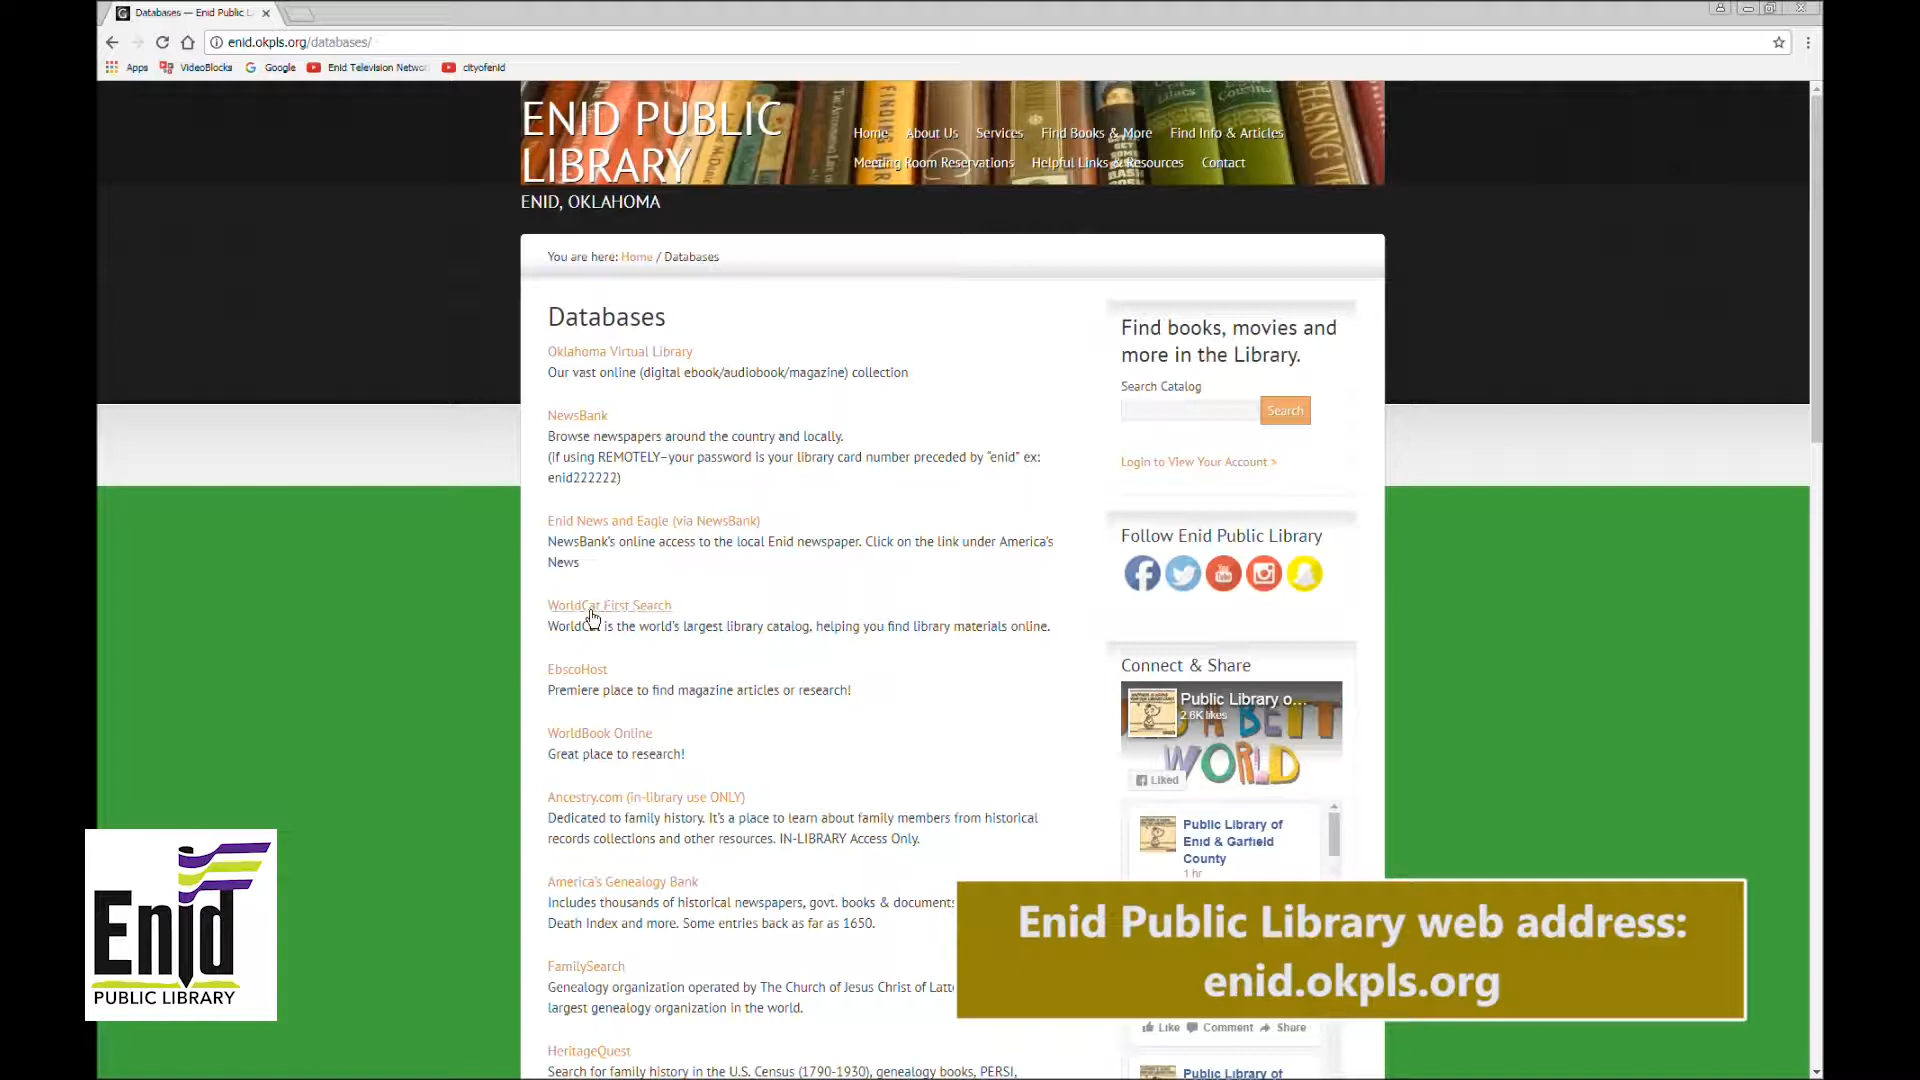 Databases — Enid Public L
enid.okpls.org/databases/
Apps VideoBlocks Google Enid Television Netwo cityofenid
ENID PUBLIC
LIBRARY
Home About Us Services Find Books & More Find Info & Articles
Meeting Room Reservations Helpful Links & Resources Contact
ENID, OKLAHOMA
FINDING
GET
SOME
BASH
Lilacs
Cousin
CHASING
You are here: Home / Databases
Databases
Oklahoma Virtual Library
Our vast online (digital ebook/audiobook/magazine) collection
NewsBank
Browse newspapers around the country and locally.
(if using REMOTELY–your password is your library card number preceded by “enid” ex:
enid222222)
Enid News and Eagle (via NewsBank)
NewsBank’s online access to the local Enid newspaper. Click on the link under America’s
News
WorldCat First Search
WorldCat is the world’s largest library catalog, helping you find library materials online.
EbscoHost
Premiere place to find magazine articles or research!
WorldBook Online
Great place to research!
Ancestry.com (in-library use ONLY)
Dedicated to family history. It’s a place to learn about family members from historical
records collections and other resources. IN-LIBRARY Access Only.
America’s Genealogy Bank
Includes thousands of historical newspapers, govt. books & documents
Death Index and more. Some entries back as far as 1650.
FamilySearch
Genealogy organization operated by The Church of Jesus Christ of Latte
largest genealogy organization in the world.
HeritageQuest
Search for family history in the U.S. Census (1790-1930), genealogy books, PERSI,
Find books, movies and
more in the Library.
Search Catalog
Search
Login to View Your Account >
Follow Enid Public Library
You Tube
Connect & Share
Public Library o...
2.6K likes
A BETT
WORLD
Liked
Public Library of
Enid & Garfield
County
1 hr
Like Comment Share
Public Library of
Enid
PUBLIC LIBRARY
Enid Public Library web address:
enid.okpls.org